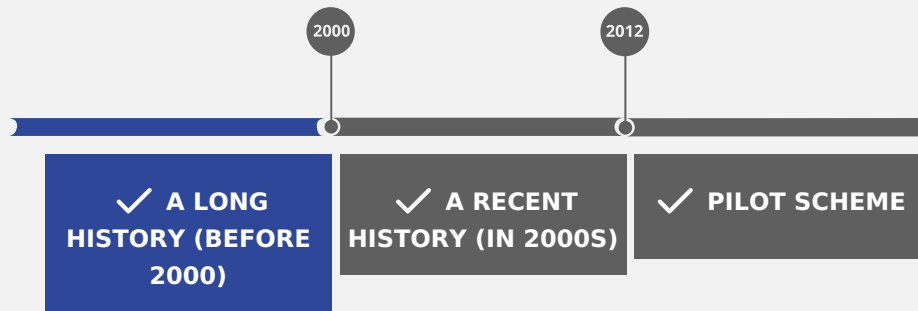 2000
2012
A LONG
HISTORY (BEFORE
2000)
A RECENT
HISTORY (IN 2000S)
PILOT SCHEME